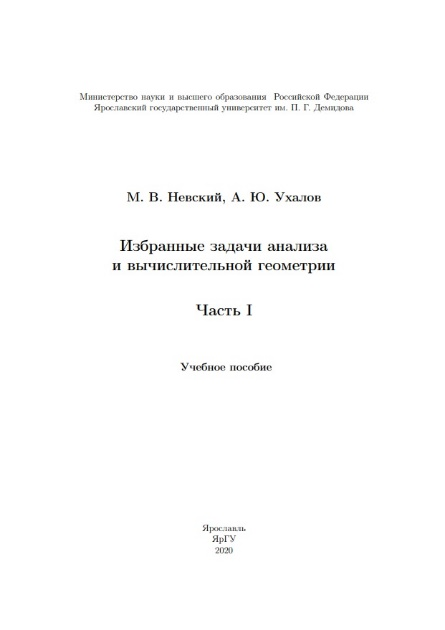 Министерство науки и высшего образования Российской Федерации
Ярославский государственный университет им. П. Г. Демидова
М. В. Невский, А. Ю. Ухалов
Избранные задачи анализа
и вычислительной геометрии
Часть I
Учебное пособие
Ярославль
ЯрГУ
2020